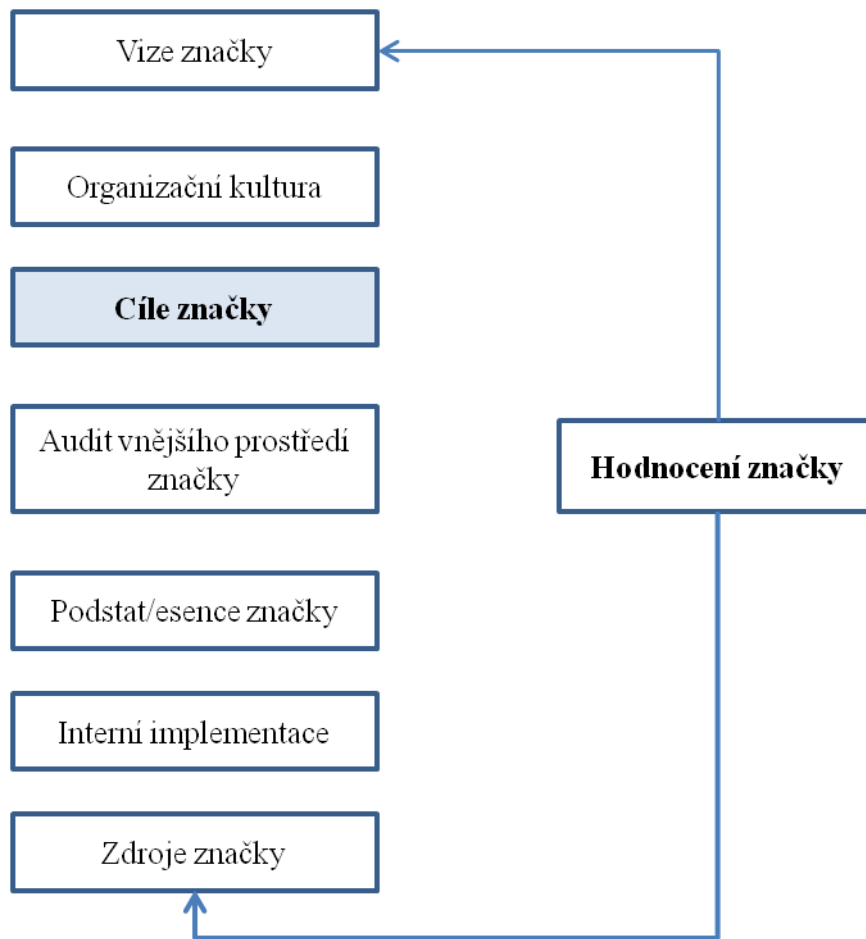 Vize značky
Organizační kultura
Cíle značky
Audit vnějšího prostředí
značky
Hodnocení značky
Podstat/esence značky
Interní implementace
Zdroje značky